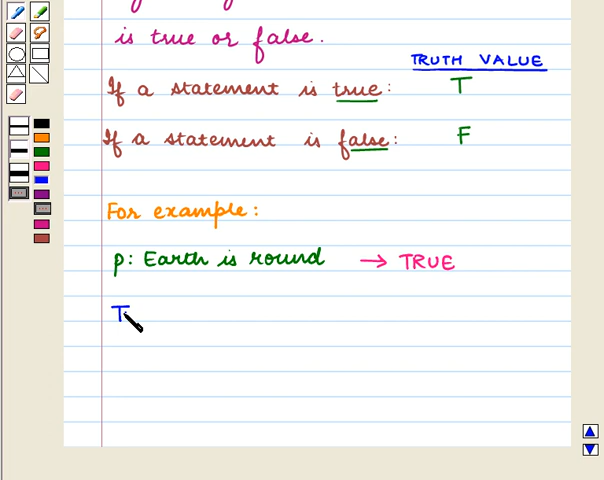 is true or false.
TRUTH VALUE
If a statement is true: T
If a statement is false: F
For example:
p: Earth is round → TRUE
T